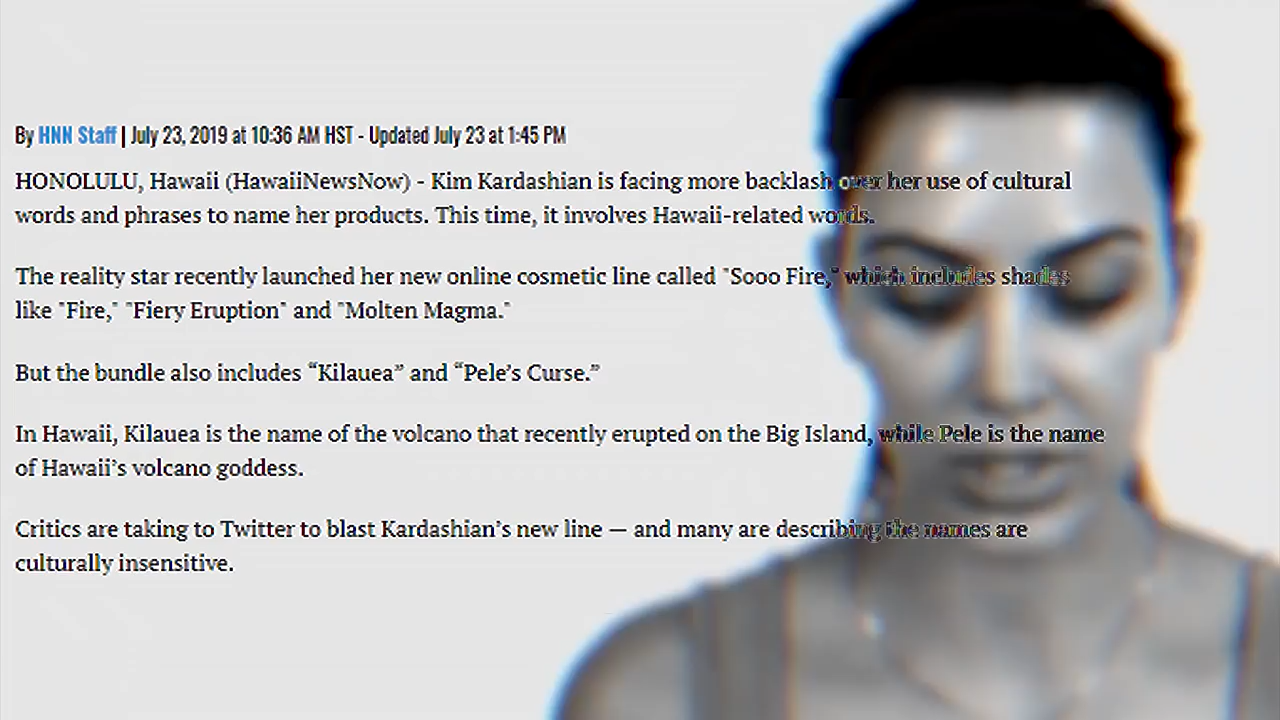 By HNN Staff | July 23, 2019 at 10:36 AM HST - Updated July 23 at 1:45 PM
HONOLULU, Hawaii (HawaiiNewsNow) - Kim Kardashian is facing more backlash over her use of cultural
words and phrases to name her products. This time, it involves Hawaii-related words.
The reality star recently launched her new online cosmetic line called "Sooo Fire," which includes shades
like "Fire," "Fiery Eruption" and "Molten Magma."
But the bundle also includes “Kilauea” and “Pele’s Curse.”
In Hawaii, Kilauea is the name of the volcano that recently erupted on the Big Island, while Pele is the name
of Hawaii’s volcano goddess.
Critics are taking to Twitter to blast Kardashian’s new line — and many are describing the names are
culturally insensitive.